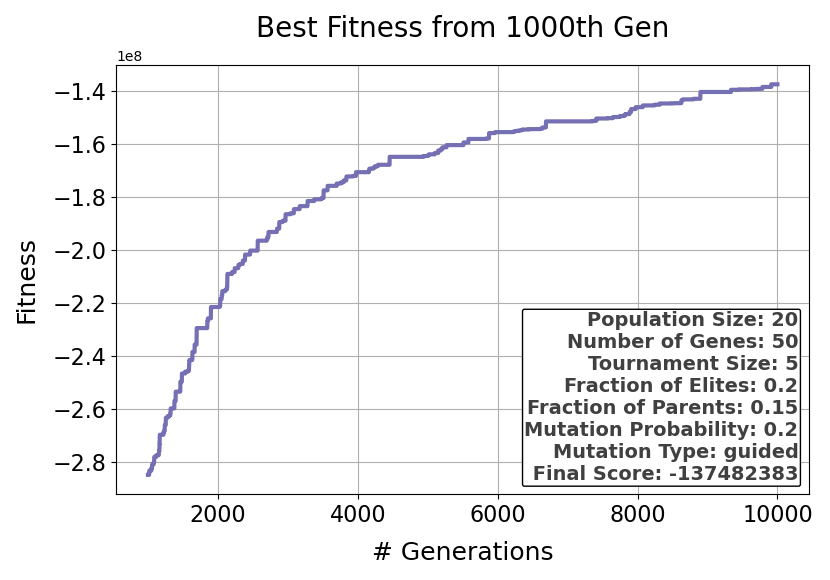 Best Fitness from 1000th Gen
1e8
−1.4
−1.6
−1.8
−2.0
−2.2
−2.4
−2.6
−2.8
Fitness
Population Size: 20
Number of Genes: 50
Tournament Size: 5
Fraction of Elites: 0.2
Fraction of Parents: 0.15
Mutation Probability: 0.2
Mutation Type: guided
Final Score: -137482383
2000 4000 6000 8000 10000
# Generations